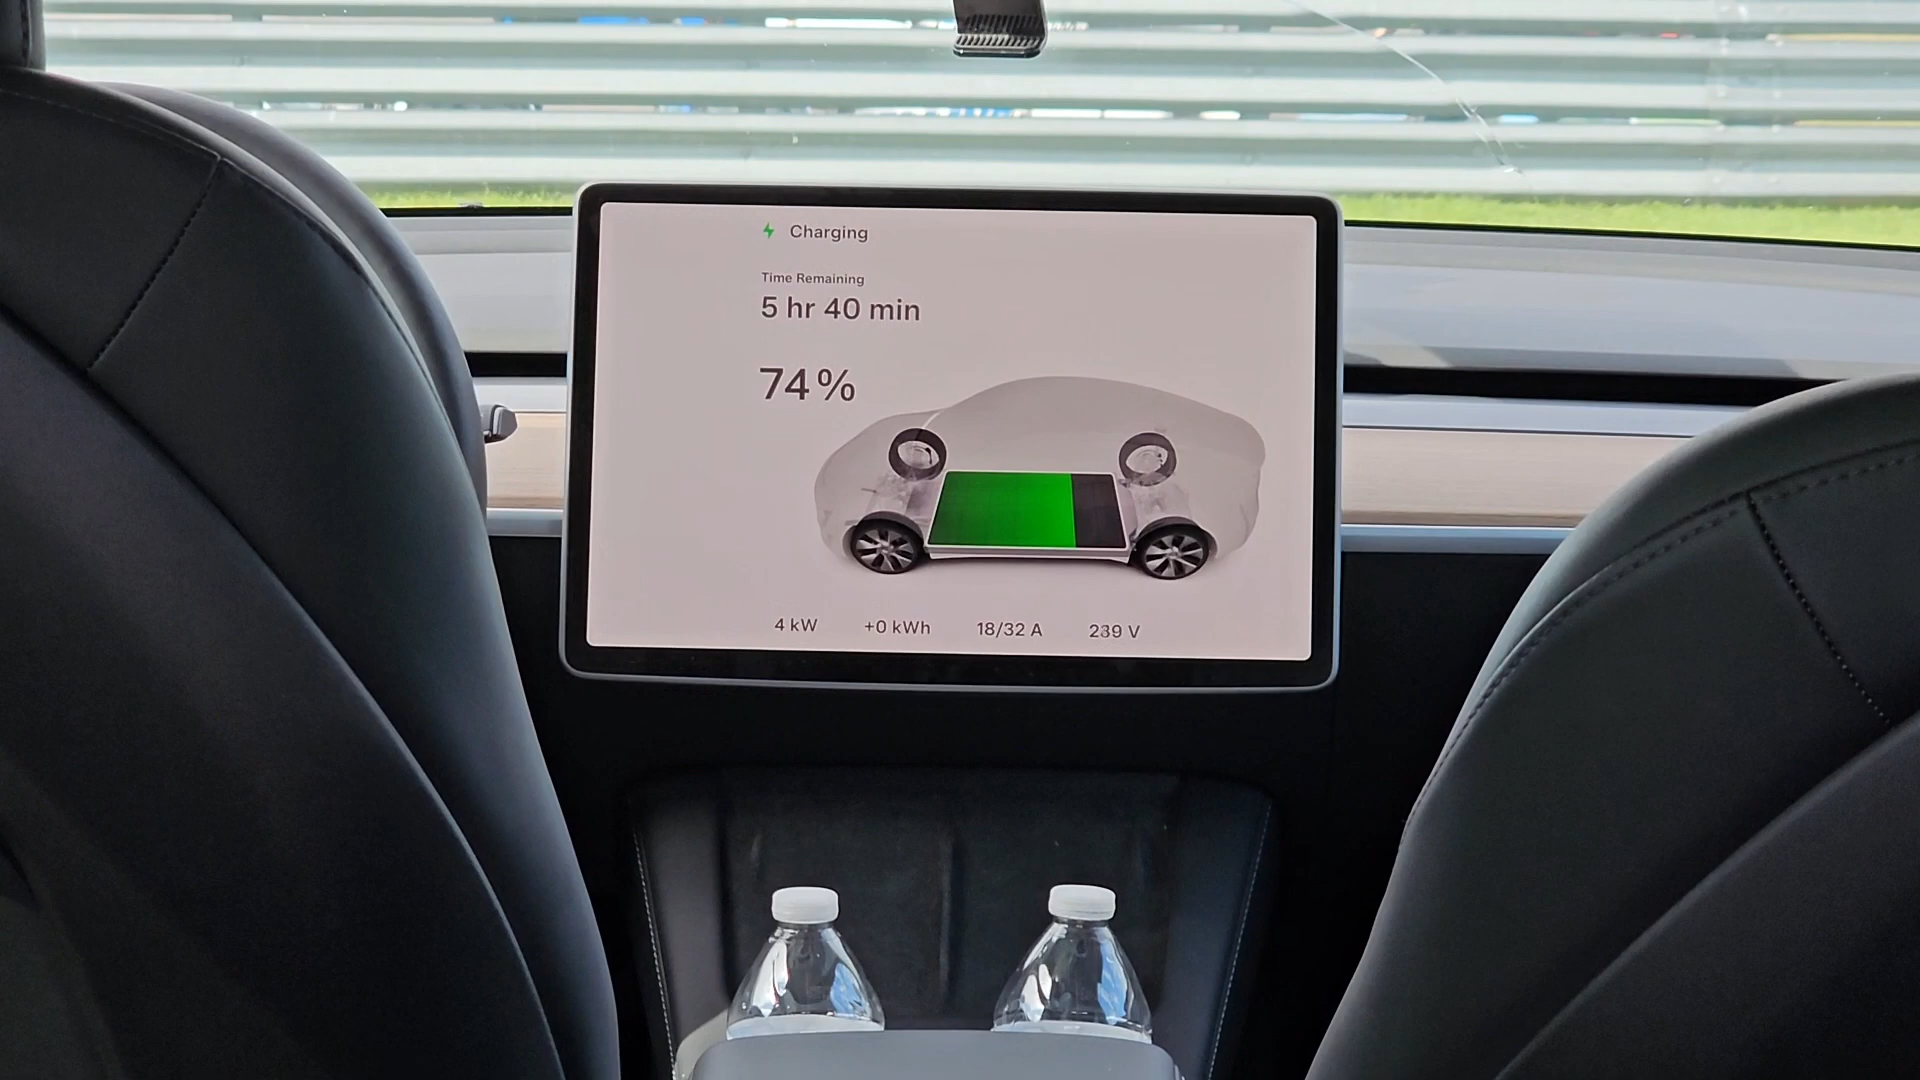 Charging
Time Remaining
5 hr 40 min
74%
4 kW +0 kWh 18/32 A 239 V